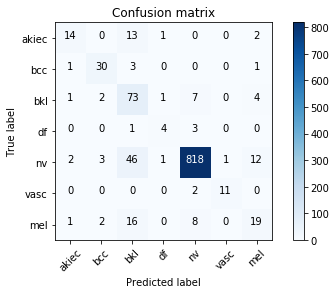 Confusion matrix
akiec 14 0 13 1 0 0 2
bcc 1 30 3 0 0 0 1
bkl 1 2 73 1 7 0 4
df 0 0 1 4 3 0 0
nv 2 3 46 1 818 1 12
vasc 0 0 0 0 2 11 0
mel 1 2 16 0 8 0 19
akiec bcc bkl df nv vasc mel
True label
Predicted label
800
700
600
500
400
300
200
100
0